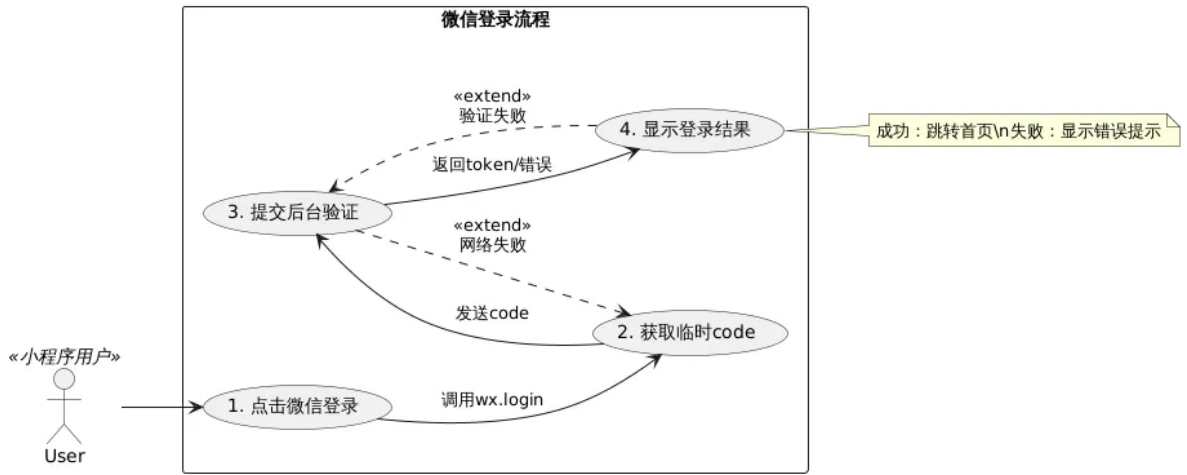 微信登录流程
«extend»
验证失败
4. 显示登录结果
成功：跳转首页\n失败：显示错误提示
返回token/错误
3. 提交后台验证
«extend»
网络失败
发送code
2. 获取临时code
«小程序用户»
调用wx.login
1. 点击微信登录
User